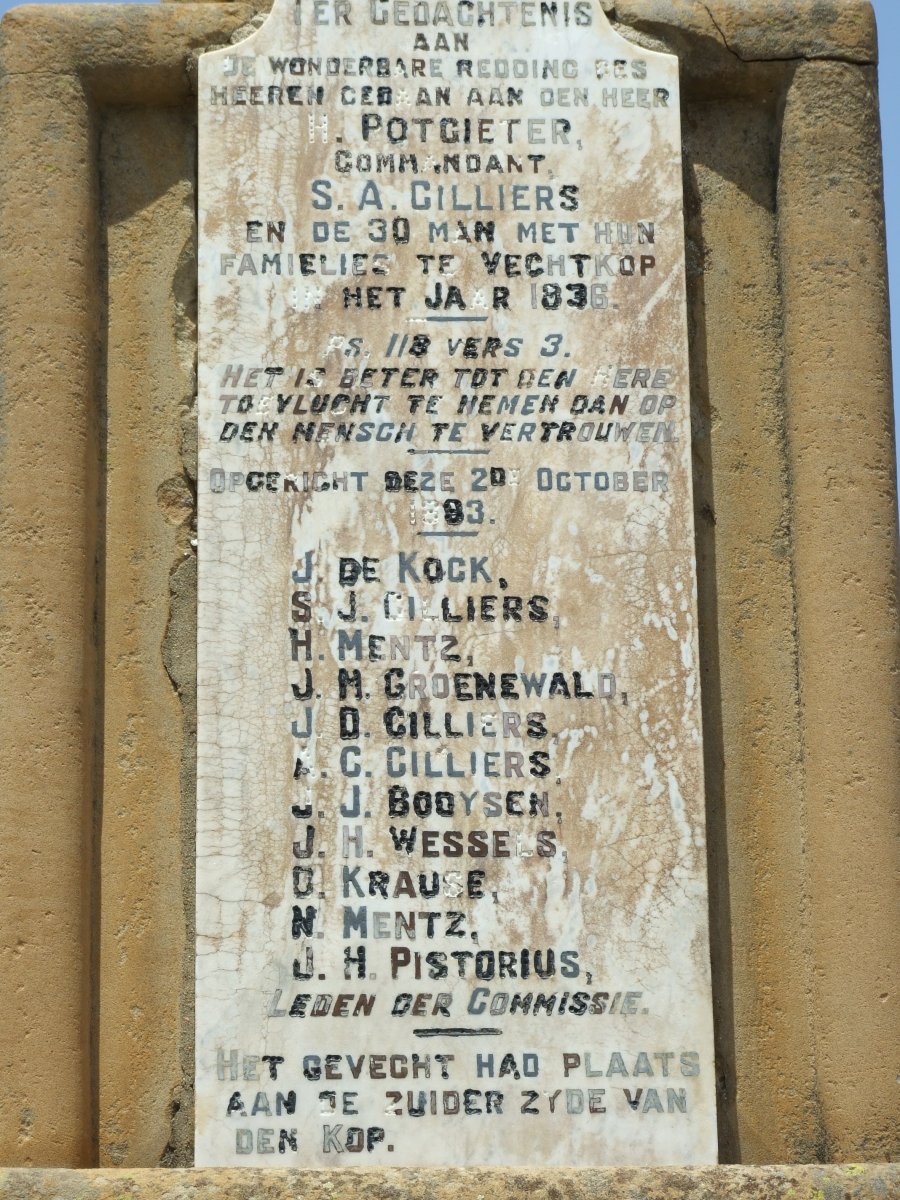 TER GEDACHTENIS
AAN
DE WONDERBARE REDDING DES
HEEREN GEDAAN AAN DEN HEER
H. POTGIETER,
COMMANDANT,
S. A. CILLIERS
EN DE 30 MAN MET HUN
FAMIELIES TE VECHTKOP
IN HET JAAR 1836.
PS. 118 VERS 3.
HET IS BETER TOT DEN HERE
TOEVLUCHT TE NEMEN DAN OP
DEN MENSCH TE VERTROUWEN.
OPGERICHT DEZE 2DE OCTOBER
1893.
J. DE KOCK,
S. J. CILLIERS,
H. MENTZ,
J. M. GROENEWALD,
J. D. CILLIERS,
A. C. CILLIERS,
J. J. BOOYSEN,
J. H. WESSELS,
D. KRAUSE,
N. MENTZ,
J. H. PISTORIUS,
LEDEN DER COMMISSIE.
HET GEVECHT HAD PLAATS
AAN DE ZUIDER ZYDE VAN
DEN KOP.